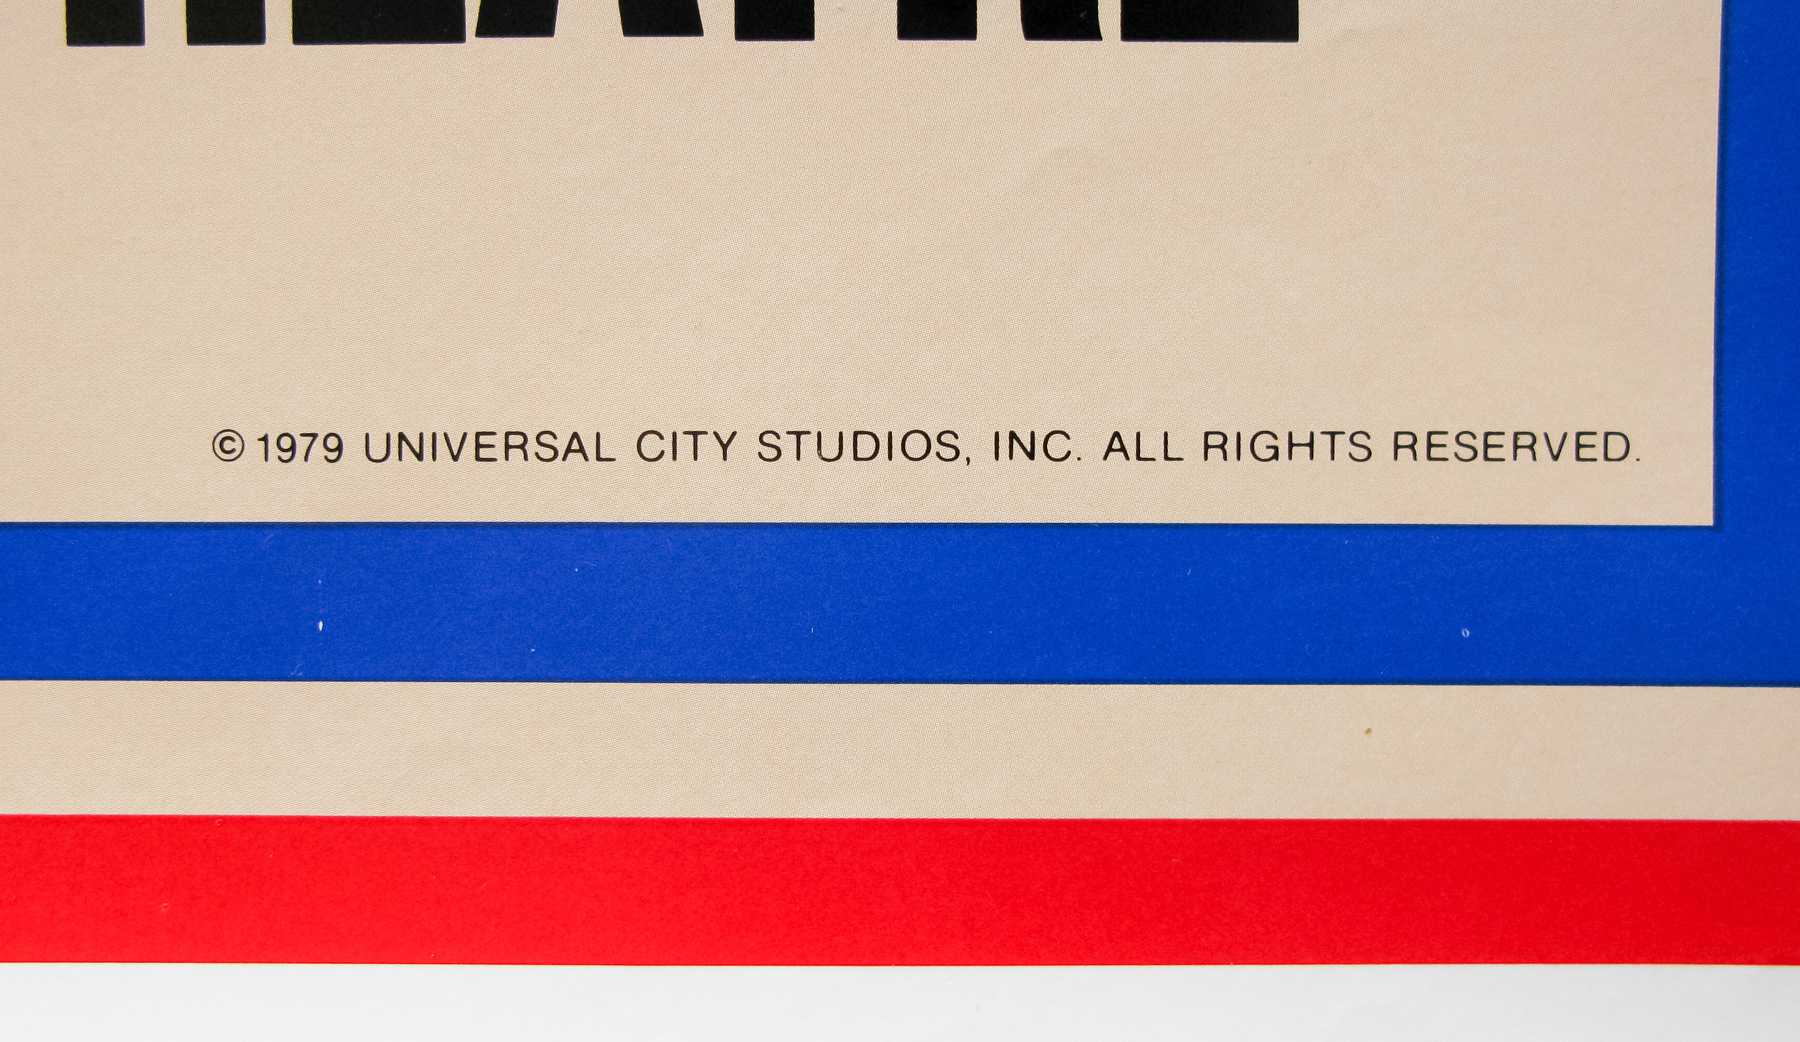 © 1979 UNIVERSAL CITY STUDIOS, INC. ALL RIGHTS RESERVED.